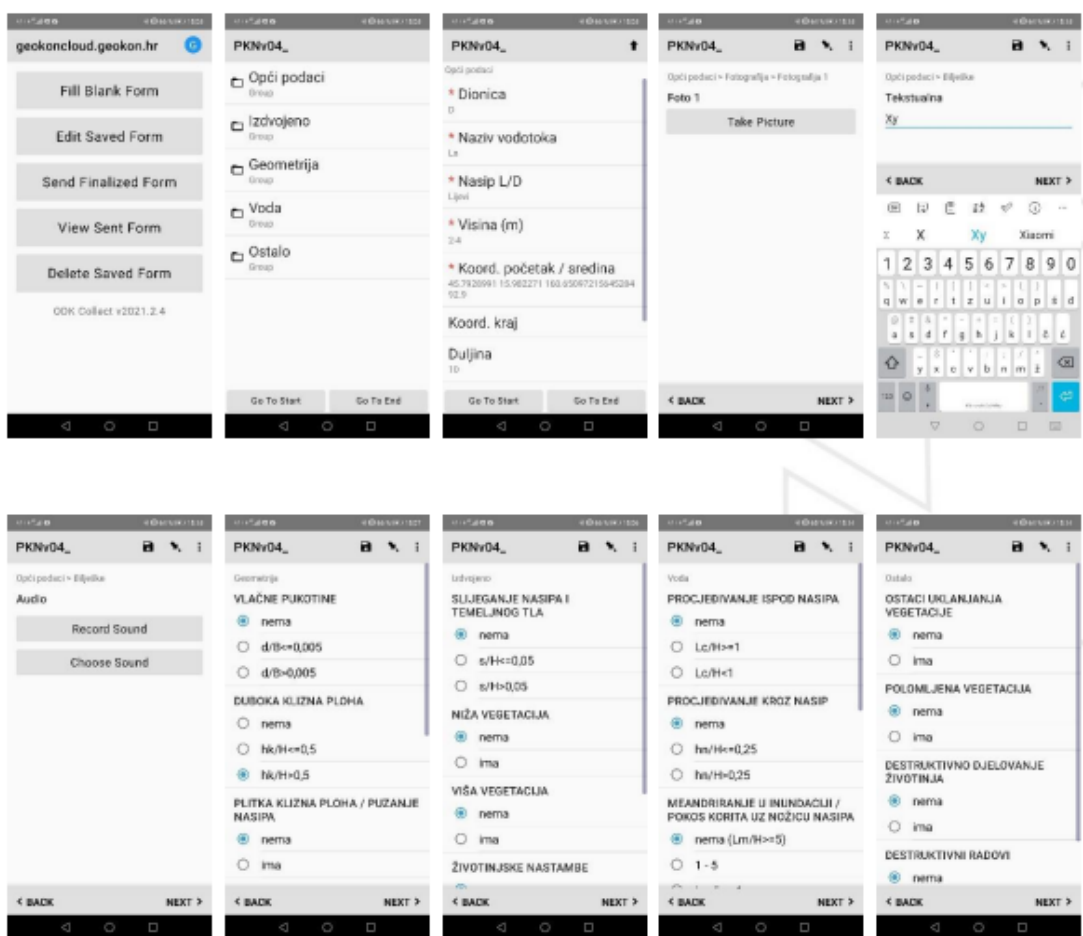 geokoncloud.geokon.hr
G
Fill Blank Form
Edit Saved Form
Send Finalized Form
View Sent Form
Delete Saved Form
ODK Collect v2021.2.4
PKNv04_
Opći podaci
Group
Izdvojeno
Group
Geometrija
Group
Voda
Group
Ostalo
Group
Go To Start
Go To End
PKNv04_
Opći podaci
* Dionica
D
* Naziv vodotoka
* Nasip L/D
Lijevi
* Visina (m)
2-4
* Koord. početak / sredina
Koord. kraj
Duljina
10
Go To Start
Go To End
PKNv04_
Opći podaci > Fotografija > Fotografija 1
Foto 1
Take Picture
< BACK
NEXT >
PKNv04_
Opći podaci > Bilješke
Tekstualna
Xy
< BACK
NEXT >
X
Xy
Xiaomi
1 2 3 4 5 6 7 8 9 0
q w e r t z u i o p š đ
a s d f g h j k l č ć
y x c v b n m ž
PKNv04_
Opći podaci > Bilješke
Audio
Record Sound
Choose Sound
PKNv04_
Geometrija
VLAČNE PUKOTINE
nema
d/B<=0,005
d/B>0,005
DUBOKA KLIZNA PLOHA
nema
hk/H<=0,5
hk/H>0,5
PLITKA KLIZNA PLOHA / PUZANJE
NASIPA
nema
ima
< BACK
NEXT >
PKNv04_
Izdvojeno
SLIJEGANJE NASIPA I
TEMELJNOG TLA
nema
s/H<=0,05
s/H>0,05
NIŽA VEGETACIJA
nema
ima
VIŠA VEGETACIJA
nema
ima
ŽIVOTINJSKE NASTAMBE
< BACK
NEXT >
PKNv04_
Voda
PROCJEĐIVANJE ISPOD NASIPA
nema
Lc/H>=1
Lc/H<1
PROCJEĐIVANJE KROZ NASIP
nema
hn/H<=0,25
hn/H>0,25
MEANDRIRANJE U INUNDACIJI /
POKOS KORITA UZ NOŽICU NASIPA
nema (Lm/H>=5)
1 - 5
< BACK
NEXT >
PKNv04_
Ostalo
OSTACI UKLANJANJA
VEGETACIJE
nema
ima
POLOMLJENA VEGETACIJA
nema
ima
DESTRUKTIVNO DJELOVANJE
ŽIVOTINJA
nema
ima
DESTRUKTIVNI RADOVI
nema
< BACK
NEXT >